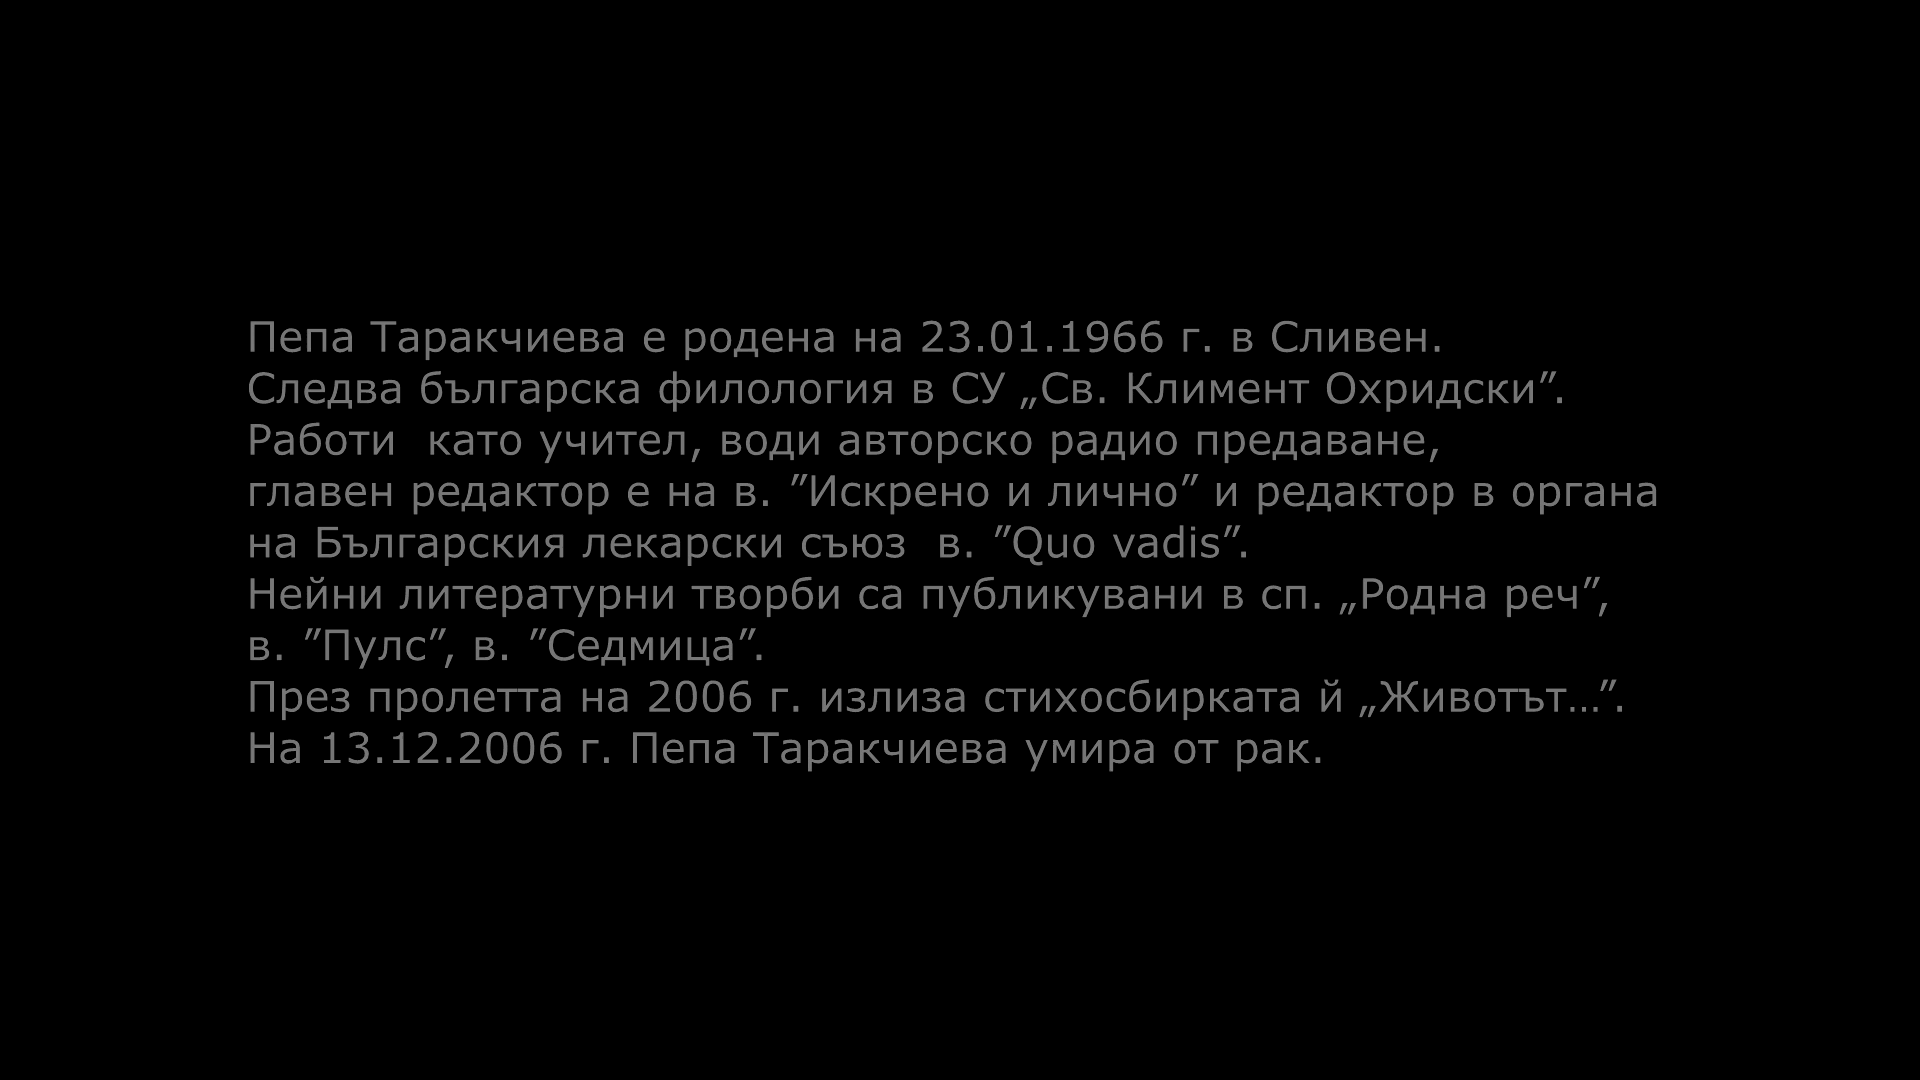 Пепа Таракчиева е родена на 23.01.1966 г. в Сливен.
Следва българска филология в СУ „Св. Климент Охридски”.
Работи  като учител, води авторско радио предаване,
главен редактор е на в. ”Искрено и лично” и редактор в органа
на Българския лекарски съюз  в. ”Quo vadis”.
Нейни литературни творби са публикувани в сп. „Родна реч”,
в. ”Пулс”, в. ”Седмица”.
През пролетта на 2006 г. излиза стихосбирката й „Животът…”.
На 13.12.2006 г. Пепа Таракчиева умира от рак.